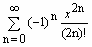 ∞
∑ (-1)ⁿ x²ⁿ / (2n)!
n = 0